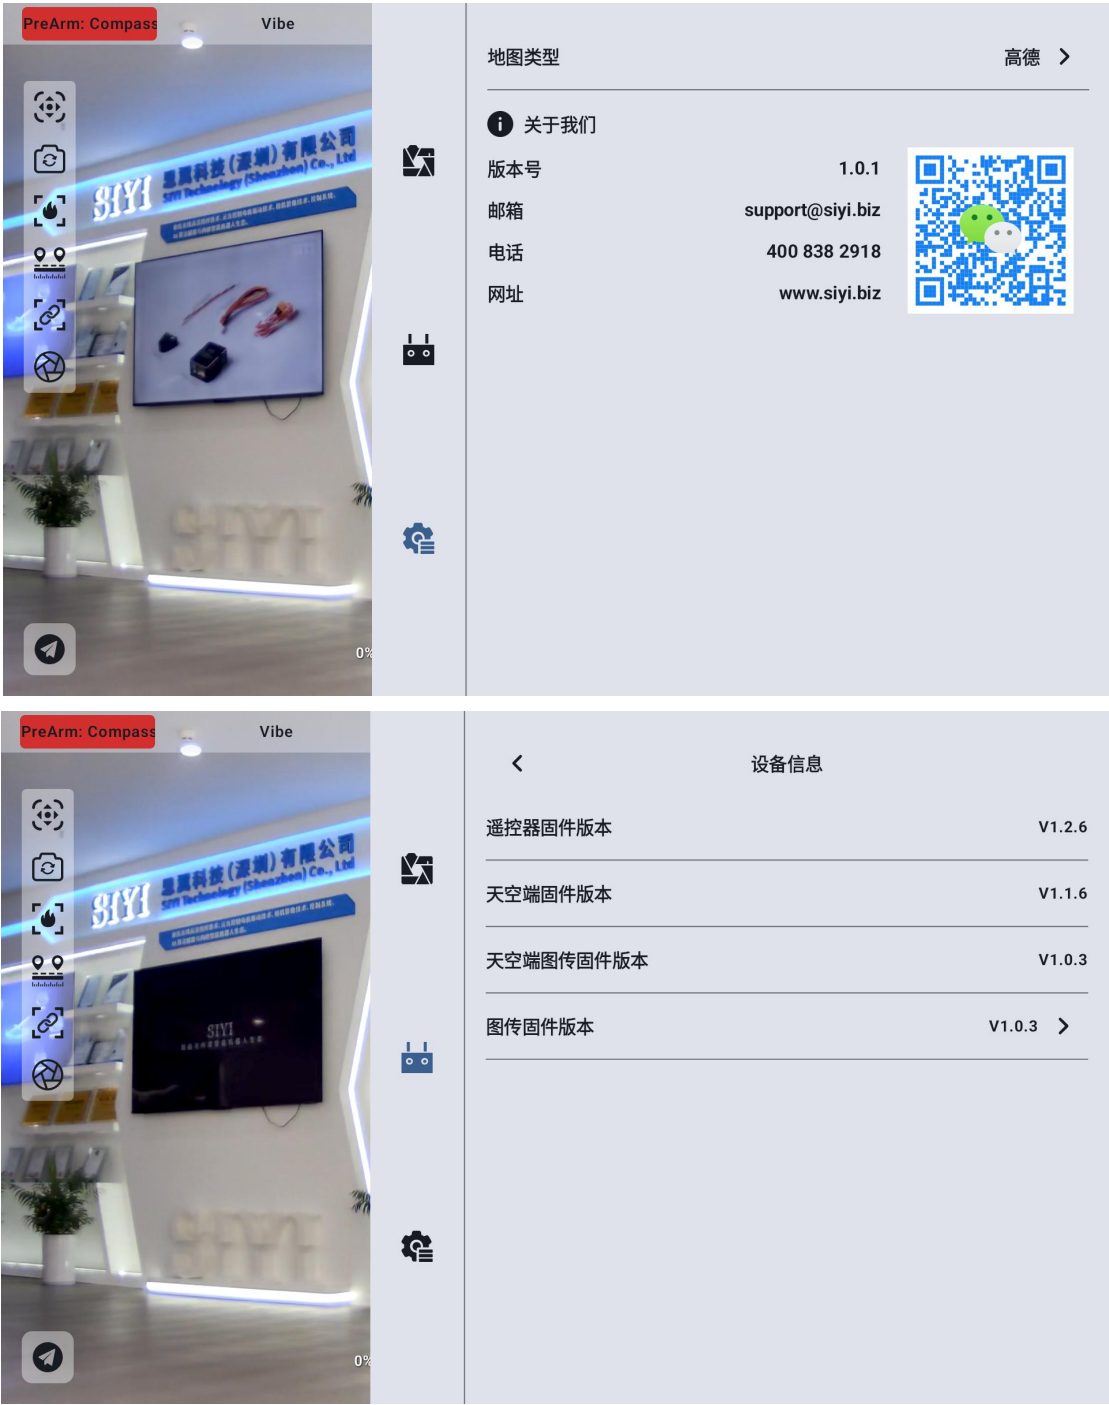 PreArm: Compass
Vibe
SIYI
思翼科技(深圳)有限公司
SIYI Technology (Shenzhen) Co., Ltd
SIYI
0%
地图类型
高德
关于我们
版本号
1.0.1
邮箱
support@siyi.biz
电话
400 838 2918
网址
www.siyi.biz
PreArm: Compass
Vibe
SIYI
思翼科技(深圳)有限公司
SIYI Technology (Shenzhen) Co., Ltd
SIYI
SIYI
0%
设备信息
遥控器固件版本
V1.2.6
天空端固件版本
V1.1.6
天空端图传固件版本
V1.0.3
图传固件版本
V1.0.3